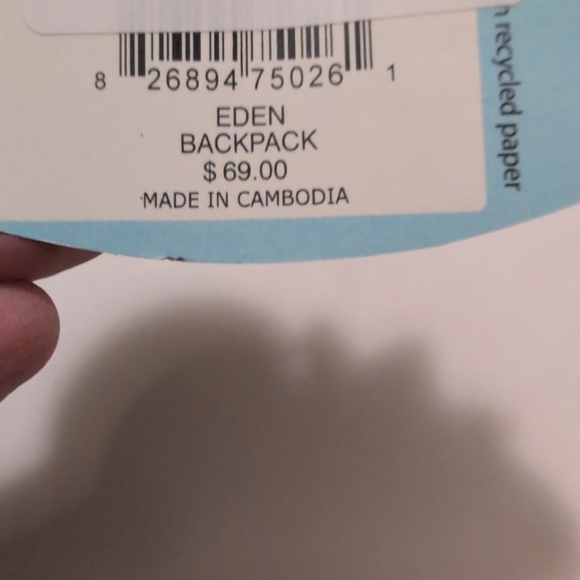 8 26894 75026 1
EDEN
BACKPACK
$69.00
MADE IN CAMBODIA
recycled paper